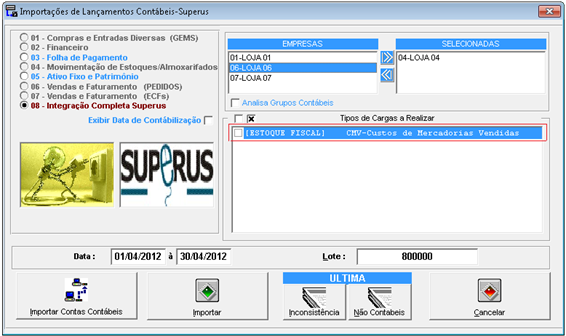 Importações de Lançamentos Contábeis-Superus
01 - Compras e Entradas Diversas (GEMS)
02 - Financeiro
03 - Folha de Pagamento
04 - Movimentação de Estoques/Almoxarifados
05 - Ativo Fixo e Patrimônio
06 - Vendas e Faturamento (PEDIDOS)
07 - Vendas e Faturamento (ECFs)
08 - Integração Completa Superus
Exibir Data de Contabilização
SUPERUS
EMPRESAS
01-LOJA 01
06-LOJA 06
07-LOJA 07
SELECIONADAS
04-LOJA 04
Analisa Grupos Contábeis
Tipos de Cargas a Realizar
[ESTOQUE FISCAL] CMV-Custos de Mercadorias Vendidas
Data : 01/04/2012 à 30/04/2012 Lote : 800000
Importar Contas Contábeis
Importar
ULTIMA
Inconsistência
Não Contabeis
Cancelar